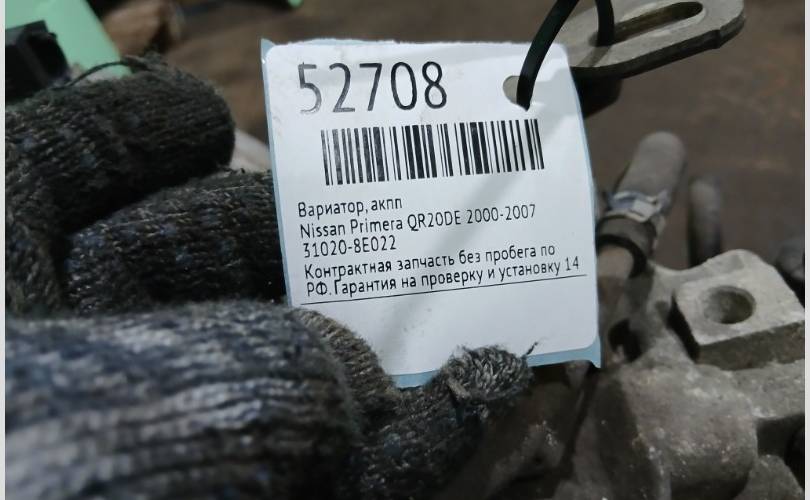 52708
Вариатор,акпп
Nissan Primera QR20DE 2000-2007
31020-8E022
Контрактная запчасть без пробега по
РФ.Гарантия на проверку и установку 14